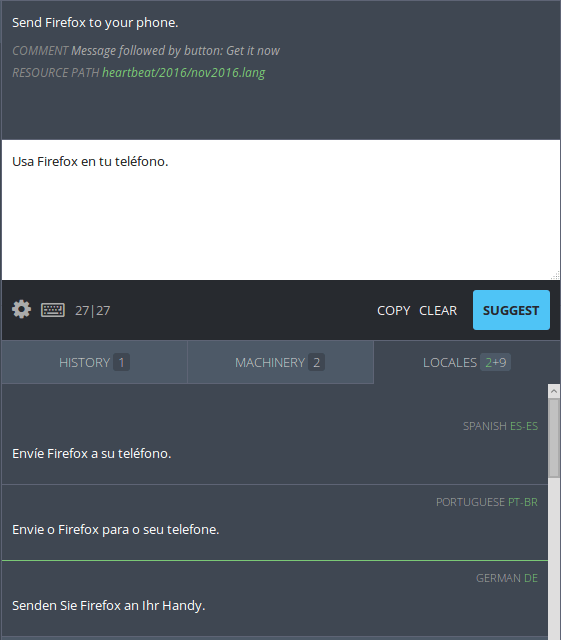 Send Firefox to your phone.
COMMENT Message followed by button: Get it now
RESOURCE PATH heartbeat/2016/nov2016.lang
Usa Firefox en tu teléfono.
27|27 COPY CLEAR SUGGEST
HISTORY 1 MACHINERY 2 LOCALES 2+9
SPANISH ES-ES
Envíe Firefox a su teléfono.
PORTUGUESE PT-BR
Envie o Firefox para o seu telefone.
GERMAN DE
Senden Sie Firefox an Ihr Handy.